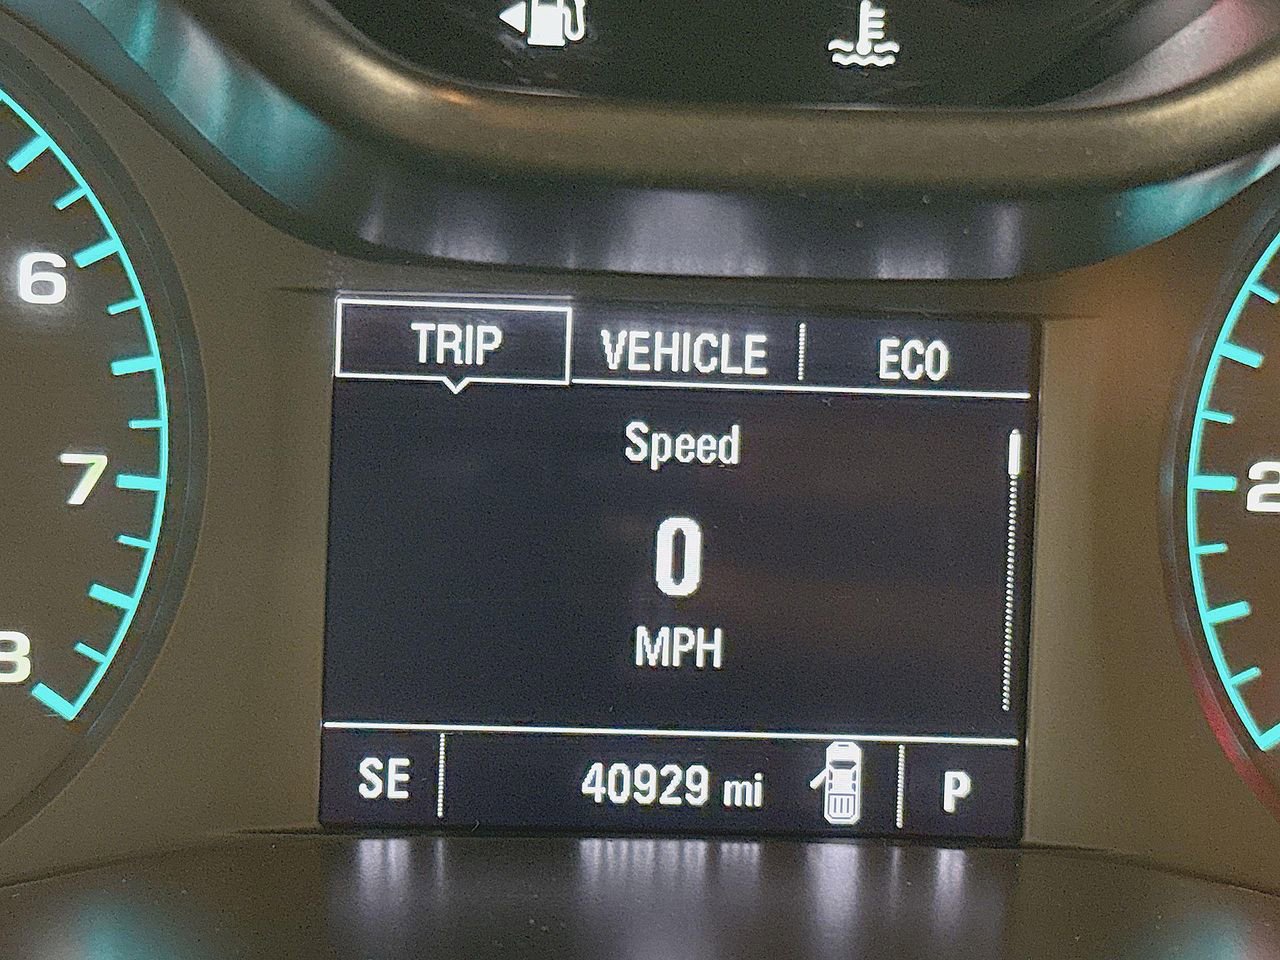 6
7
8
2
TRIP VEHICLE ECO
Speed
0
MPH
SE 40929 mi P